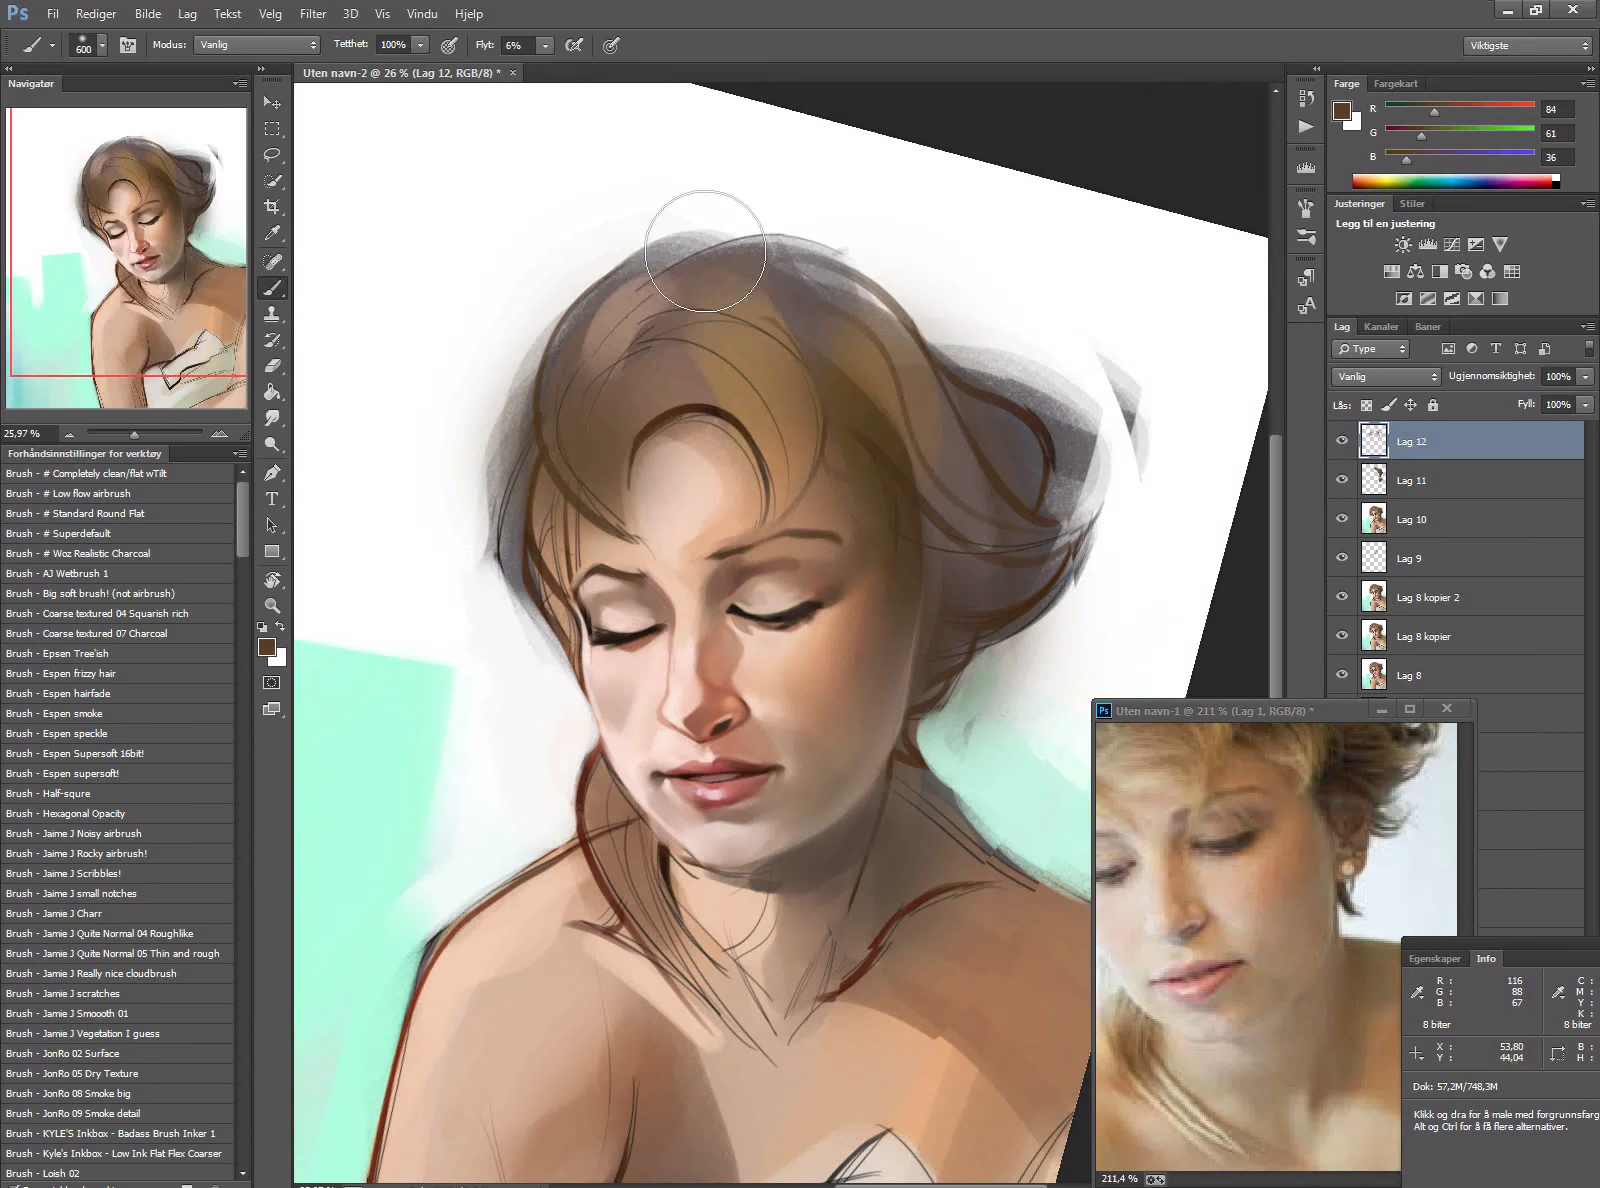 Ps Fil Rediger Bilde Lag Tekst Velg Filter 3D Vis Vindu Hjelp
600 Modus: Vanlig Tetthet: 100% Flyt: 6% Viktigste
Navigatør
Uten navn-2 @ 26 % (Lag 12, RGB/8) *
25,97 %
Forhåndsinnstillinger for verktøy
Brush - # Completely clean/flat wTilt
Brush - # Low flow airbrush
Brush - # Standard Round Flat
Brush - # Superdefault
Brush - # Woz Realistic Charcoal
Brush - AJ Wetbrush 1
Brush - Big soft brush! (not airbrush)
Brush - Coarse textured 04 Squarish rich
Brush - Coarse textured 07 Charcoal
Brush - Epsen Tree'ish
Brush - Espen frizzy hair
Brush - Espen hairfade
Brush - Espen smoke
Brush - Espen speckle
Brush - Espen Supersoft 16bit!
Brush - Espen supersoft!
Brush - Half-squre
Brush - Hexagonal Opacity
Brush - Jaime J Noisy airbrush
Brush - Jaime J Rocky airbrush!
Brush - Jaime J Scribbles!
Brush - Jaime J small notches
Brush - Jamie J Charr
Brush - Jamie J Quite Normal 04 Roughlike
Brush - Jamie J Quite Normal 05 Thin and rough
Brush - Jamie J Really nice cloudbrush
Brush - Jamie J scratches
Brush - Jamie J Smoooth 01
Brush - Jamie J Vegetation I guess
Brush - JonRo 02 Surface
Brush - JonRo 05 Dry Texture
Brush - JonRo 08 Smoke big
Brush - JonRo 09 Smoke detail
Brush - KYLE'S Inkbox - Badass Brush Inker 1
Brush - Kyle's Inkbox - Low Ink Flat Flex Coarser
Brush - Loish 02
Farge Fargekart
R 84
G 61
B 36
Justeringer Stiler
Legg til en justering
Lag Kanaler Baner
Type
Vanlig Ugjennomsiktighet: 100%
Lås: Fyll: 100%
Lag 12
Lag 11
Lag 10
Lag 9
Lag 8 kopier 2
Lag 8 kopier
Lag 8
Ps Uten navn-1 @ 211 % (Lag 1, RGB/8) *
211,4 %
Egenskaper Info
R : 116 C :
G : 88 M :
B : 67 Y :
K :
8 biter 8 biter
X : 53,80 B :
Y : 44,04 H :
Dok: 57,2M/748,3M
Klikk og dra for å male med forgrunnsfarg
Alt og Ctrl for å få flere alternativer.